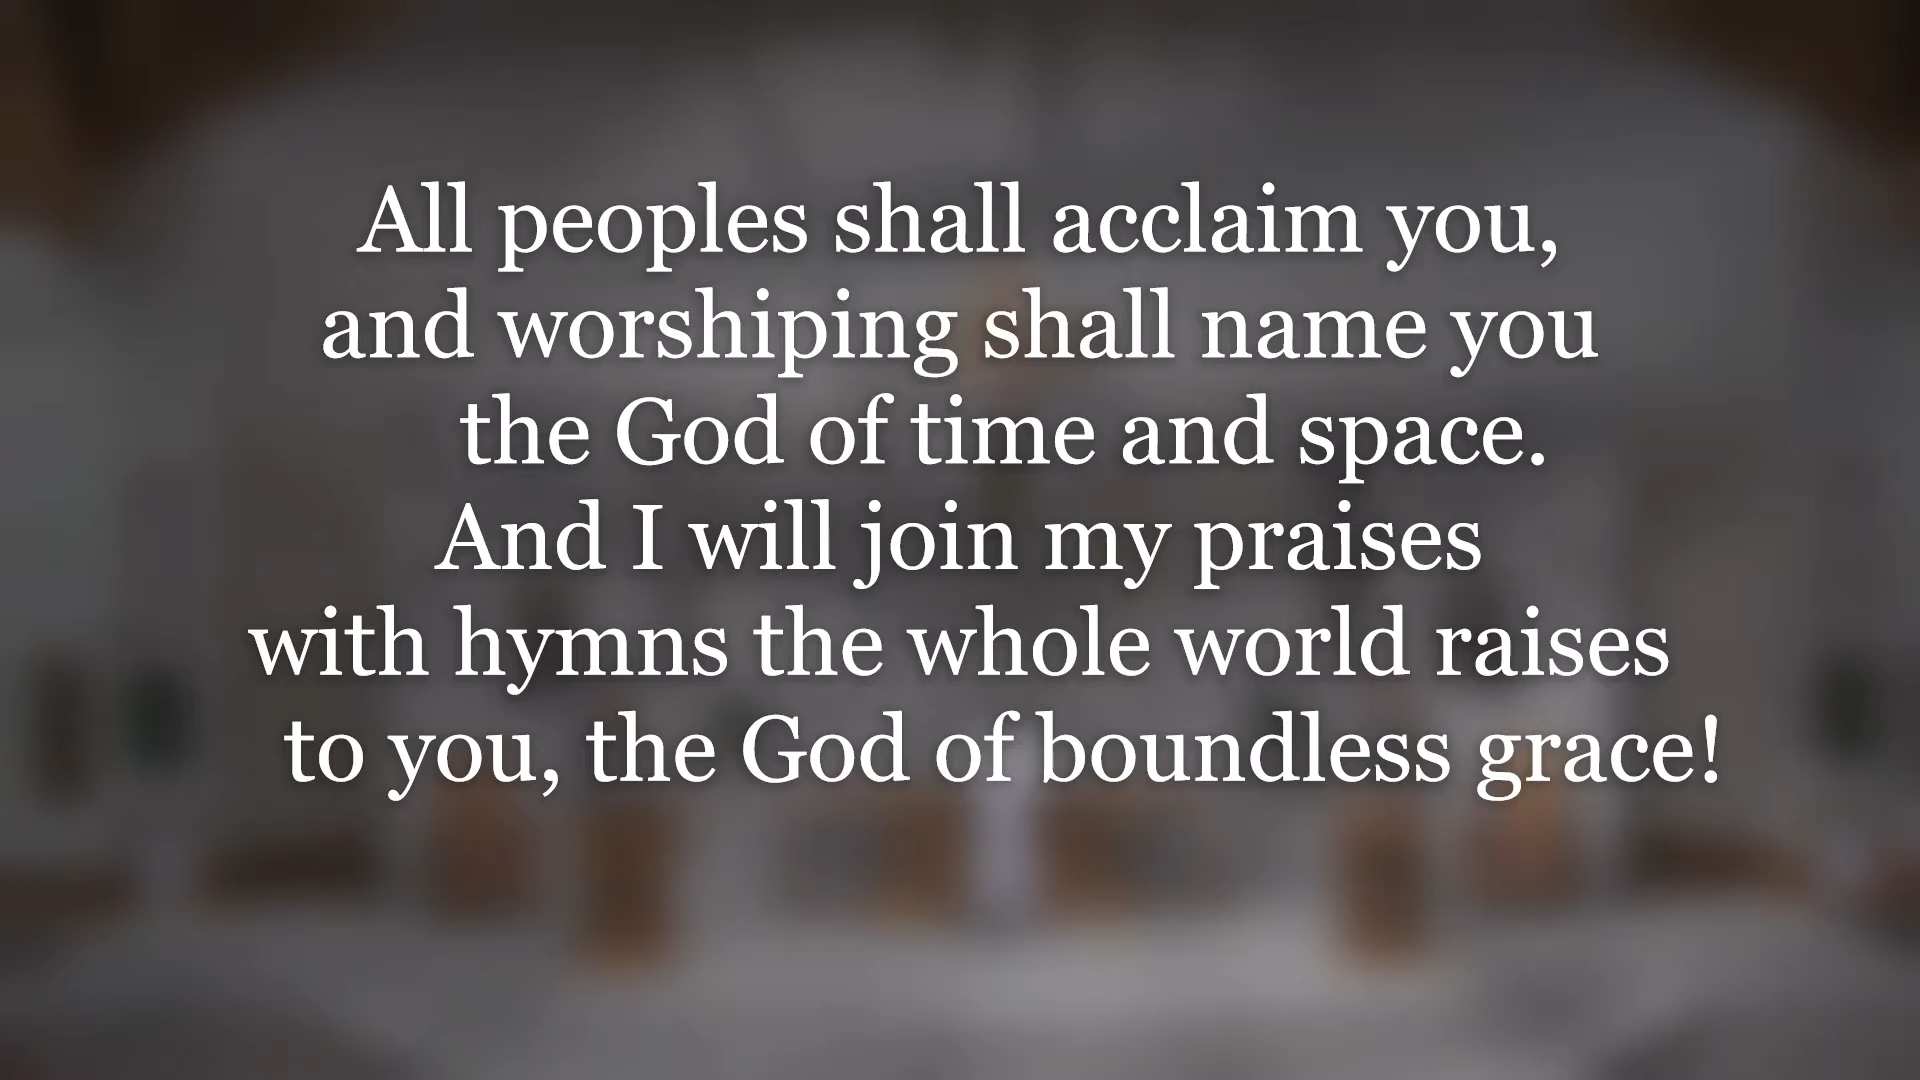 All peoples shall acclaim you,
and worshiping shall name you
the God of time and space.
And I will join my praises
with hymns the whole world raises
to you, the God of boundless grace!